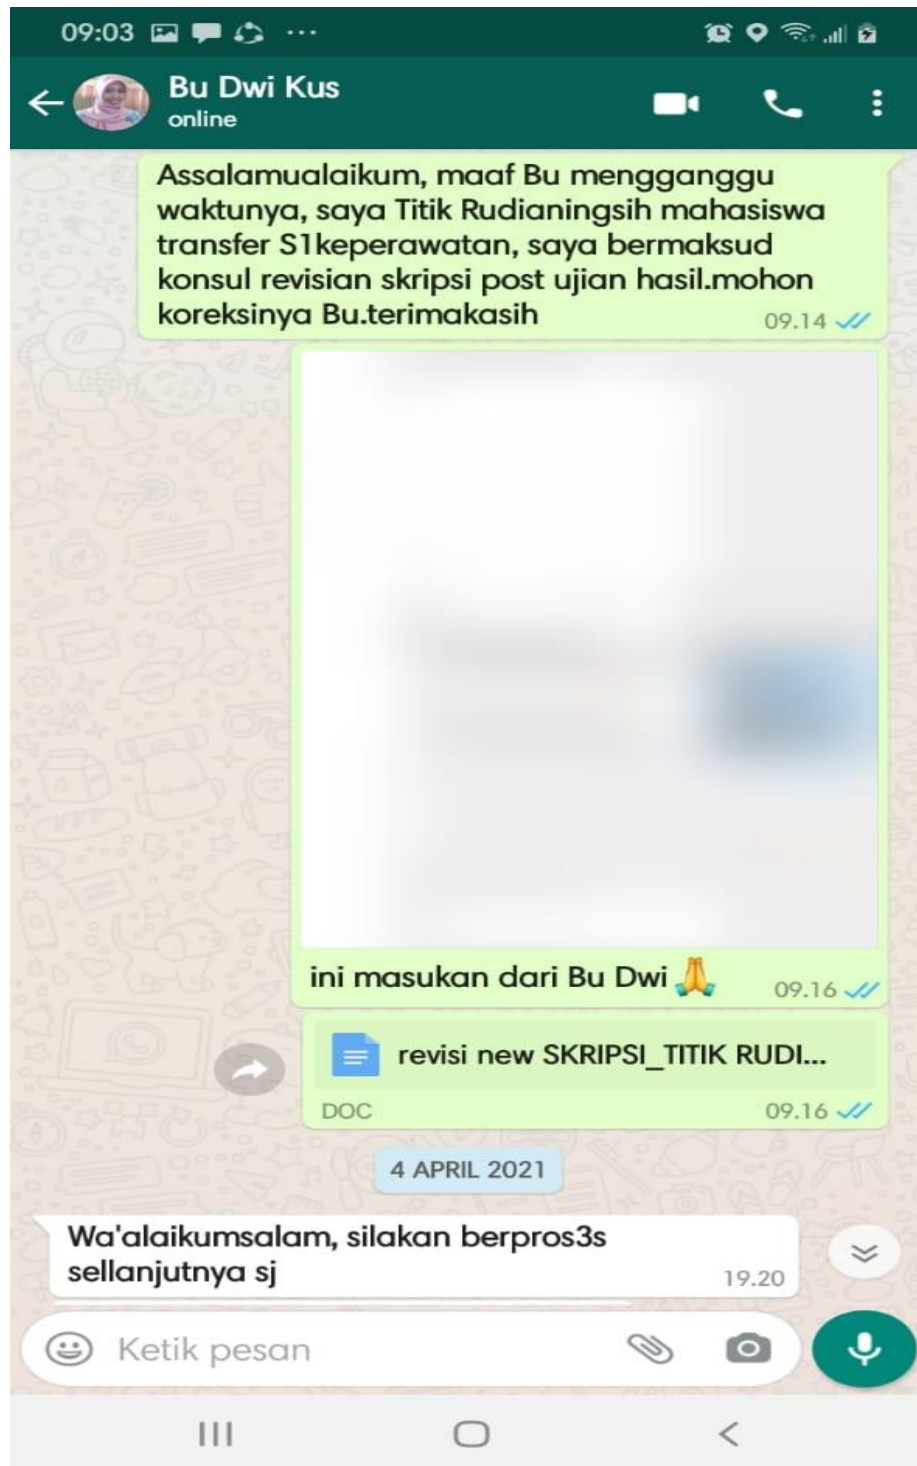 09:03
Bu Dwi Kus
online
Assalamualaikum, maaf Bu mengganggu
waktunya, saya Titik Rudianingsih mahasiswa
transfer S1keperawatan, saya bermaksud
konsul revisian skripsi post ujian hasil.mohon
koreksinya Bu.terimakasih
09.14
ini masukan dari Bu Dwi 🙏
09.16
revisi new SKRIPSI_TITIK RUDI...
DOC
09.16
4 APRIL 2021
Wa'alaikumsalam, silakan berpros3s
sellanjutnya sj
19.20
Ketik pesan